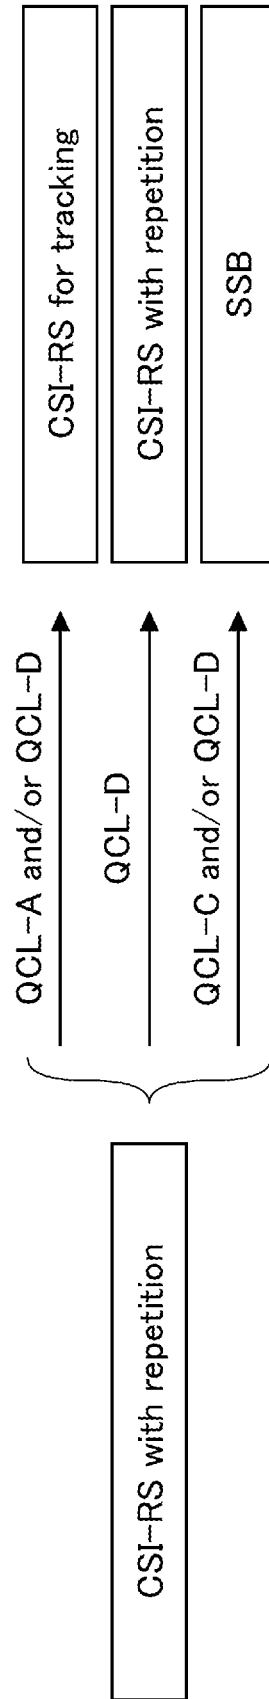 CSI-RS with repetition
QCL-A and/or QCL-D
CSI-RS for tracking
QCL-D
CSI-RS with repetition
QCL-C and/or QCL-D
SSB